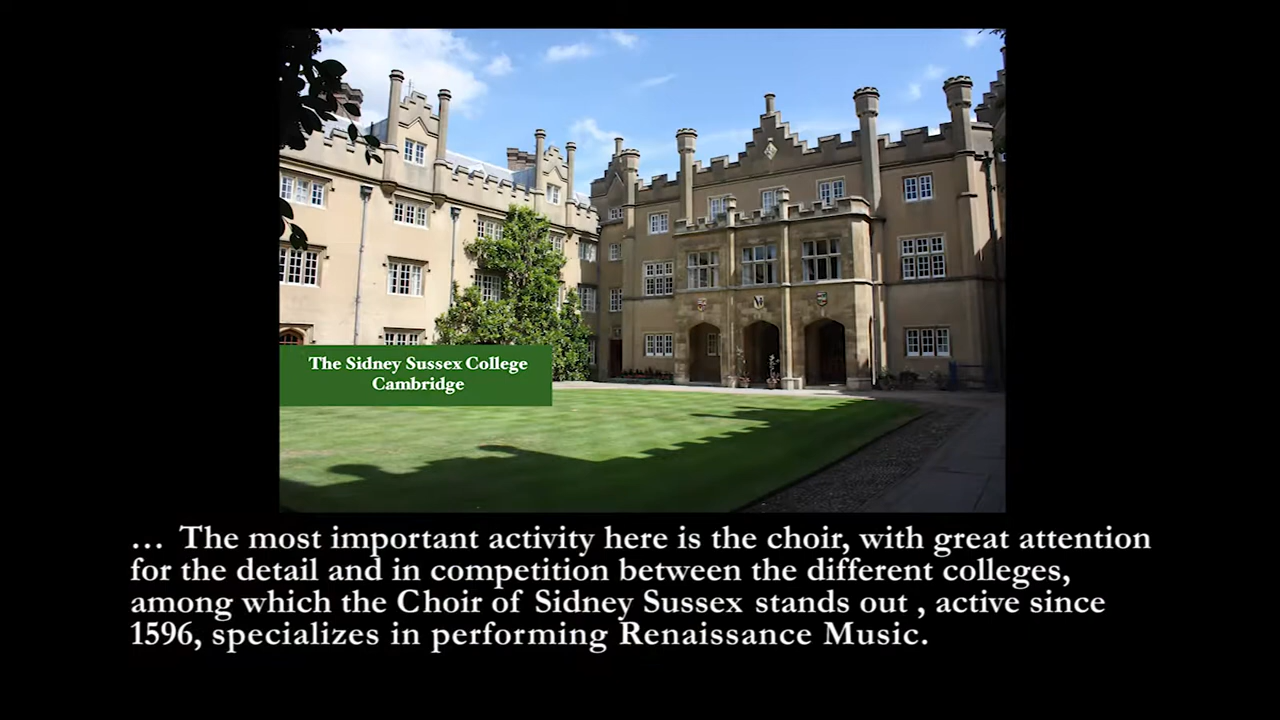 The Sidney Sussex College
Cambridge
… The most important activity here is the choir, with great attention
for the detail and in competition between the different colleges,
among which the Choir of Sidney Sussex stands out , active since
1596, specializes in performing Renaissance Music.